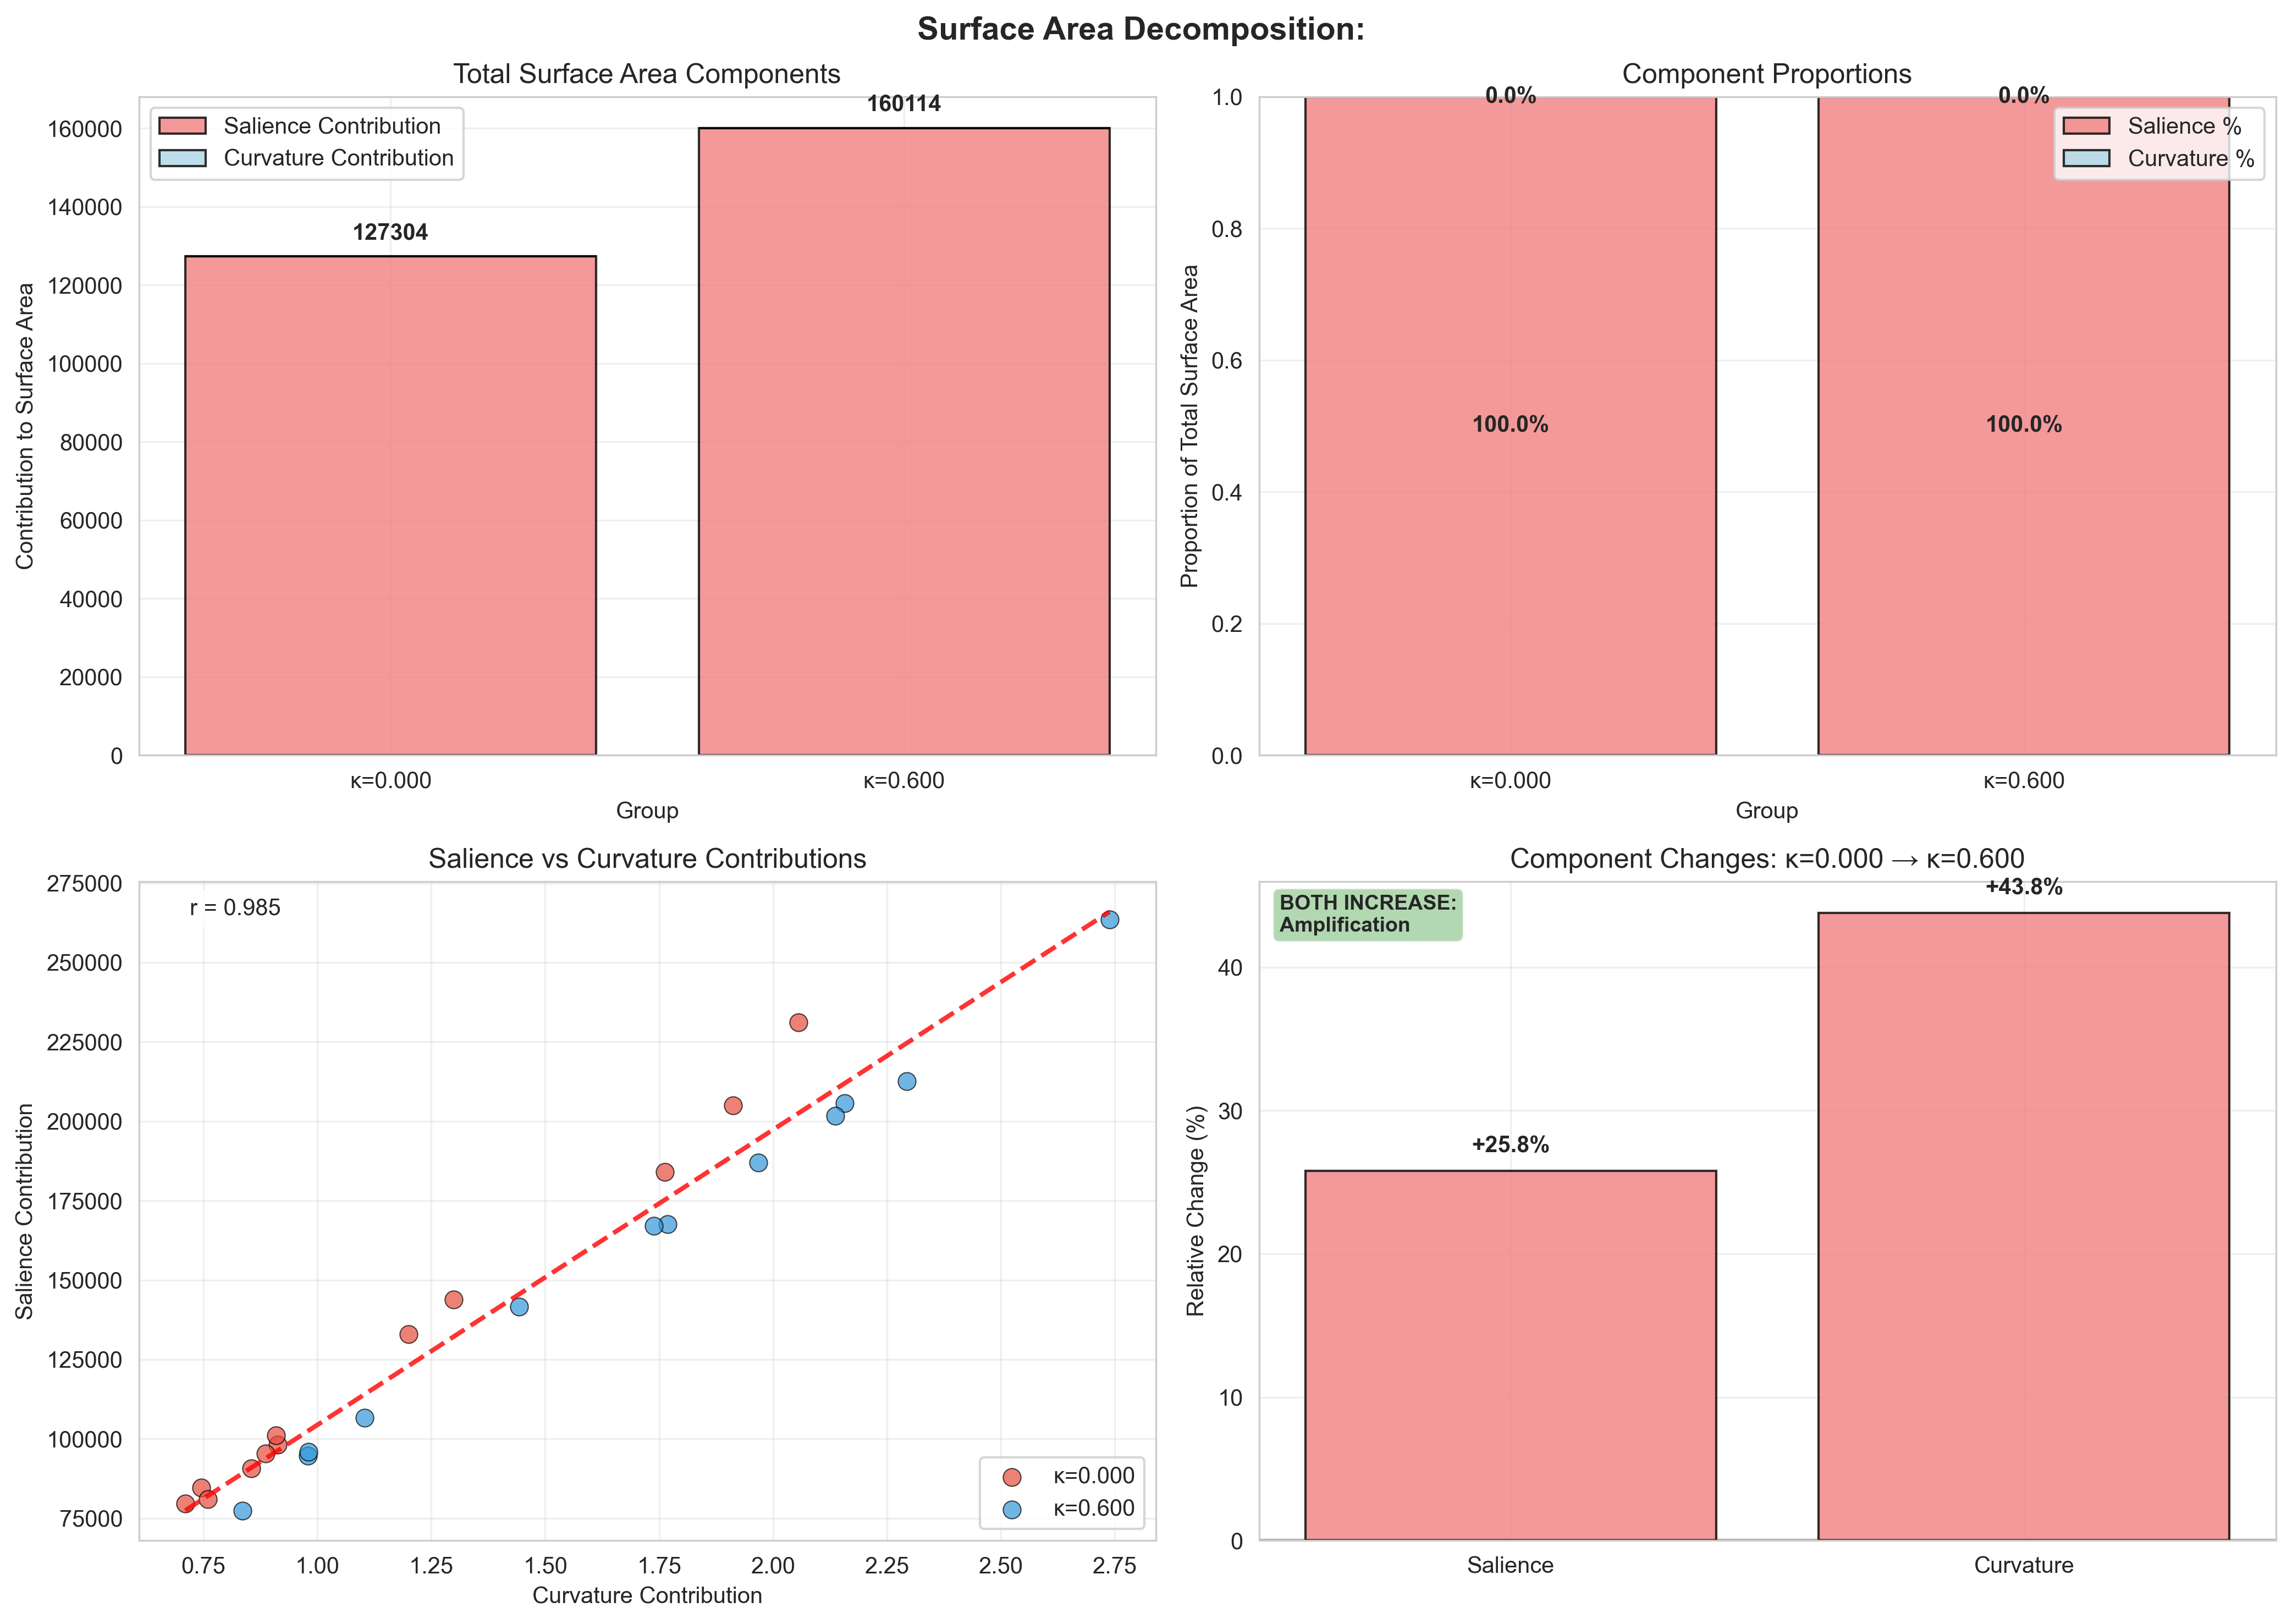 Surface Area Decomposition:
Total Surface Area Components
160114
Salience Contribution
Curvature Contribution
127304
160000
140000
120000
100000
80000
60000
40000
20000
0
Contribution to Surface Area
κ=0.000
κ=0.600
Group
Component Proportions
0.0%
0.0%
Salience %
Curvature %
100.0%
100.0%
1.0
0.8
0.6
0.4
0.2
0.0
Proportion of Total Surface Area
κ=0.000
κ=0.600
Group
Salience vs Curvature Contributions
r = 0.985
275000
250000
225000
200000
175000
150000
125000
100000
75000
Salience Contribution
κ=0.000
κ=0.600
0.75
1.00
1.25
1.50
1.75
2.00
2.25
2.50
2.75
Curvature Contribution
Component Changes: κ=0.000 → κ=0.600
+43.8%
BOTH INCREASE:
Amplification
+25.8%
40
30
20
10
0
Relative Change (%)
Salience
Curvature